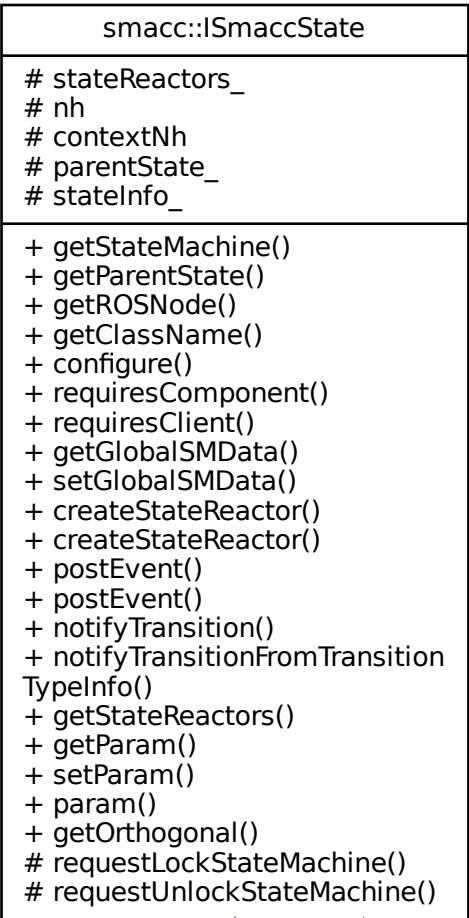 smacc::ISmaccState
# stateReactors_
# nh
# contextNh
# parentState_
# stateInfo_
+ getStateMachine()
+ getParentState()
+ getROSNode()
+ getClassName()
+ configure()
+ requiresComponent()
+ requiresClient()
+ getGlobalSMData()
+ setGlobalSMData()
+ createStateReactor()
+ createStateReactor()
+ postEvent()
+ postEvent()
+ notifyTransition()
+ notifyTransitionFromTransition
TypeInfo()
+ getStateReactors()
+ getParam()
+ setParam()
+ param()
+ getOrthogonal()
# requestLockStateMachine()
# requestUnlockStateMachine()